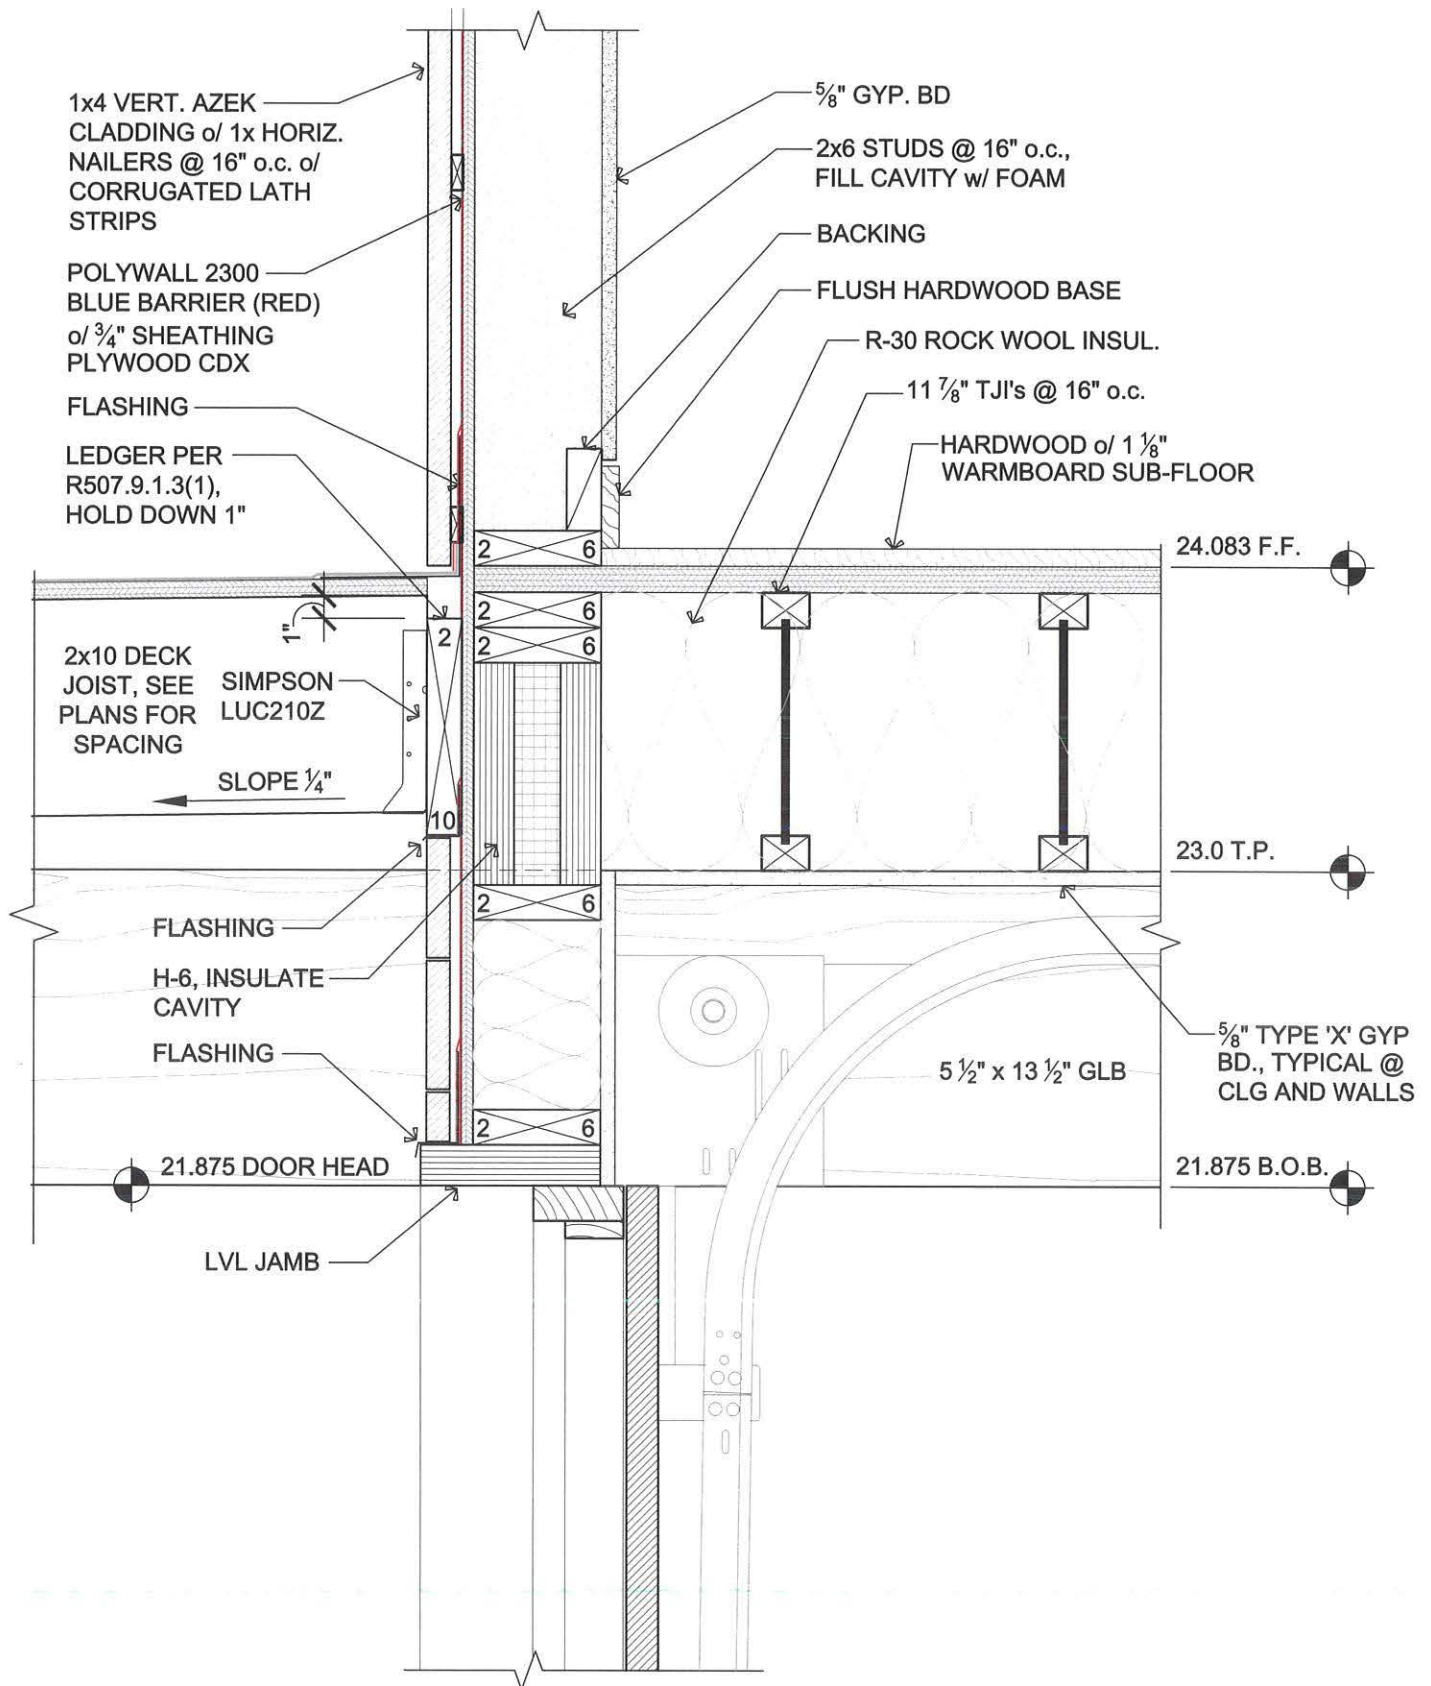 1x4 VERT. AZEK
CLADDING o/ 1x HORIZ.
NAILERS @ 16" o.c. o/
CORRUGATED LATH
STRIPS
POLYWALL 2300
BLUE BARRIER (RED)
o/ ¾" SHEATHING
PLYWOOD CDX
FLASHING
LEDGER PER
R507.9.1.3(1),
HOLD DOWN 1"
⅝" GYP. BD
2x6 STUDS @ 16" o.c.,
FILL CAVITY w/ FOAM
BACKING
FLUSH HARDWOOD BASE
R-30 ROCK WOOL INSUL.
11 ⅞" TJI's @ 16" o.c.
HARDWOOD o/ 1 ⅛"
WARMBOARD SUB-FLOOR
2 6
24.083 F.F.
2 6
2 6
1"
2
10
2x10 DECK
JOIST, SEE
PLANS FOR
SPACING
SIMPSON
LUC210Z
SLOPE ¼"
23.0 T.P.
2 6
FLASHING
H-6, INSULATE
CAVITY
FLASHING
5 ½" x 13 ½" GLB
⅝" TYPE 'X' GYP
BD., TYPICAL @
CLG AND WALLS
2 6
21.875 DOOR HEAD
21.875 B.O.B.
LVL JAMB